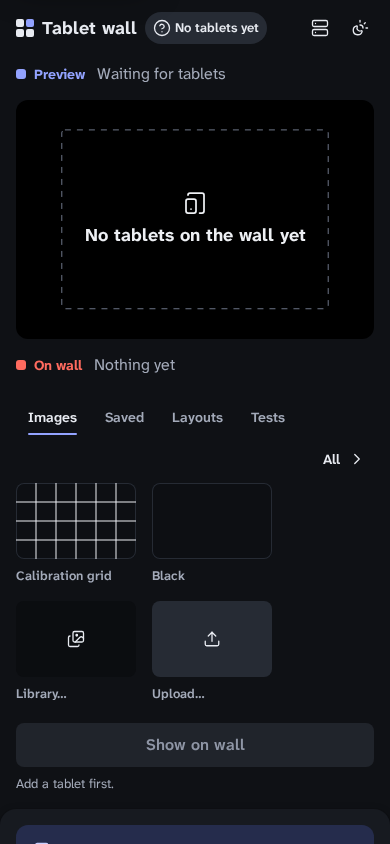 Tablet wall
No tablets yet
Preview Waiting for tablets
No tablets on the wall yet
On wall Nothing yet
Images Saved Layouts Tests
All
Calibration grid Black
Library... Upload...
Show on wall
Add a tablet first.